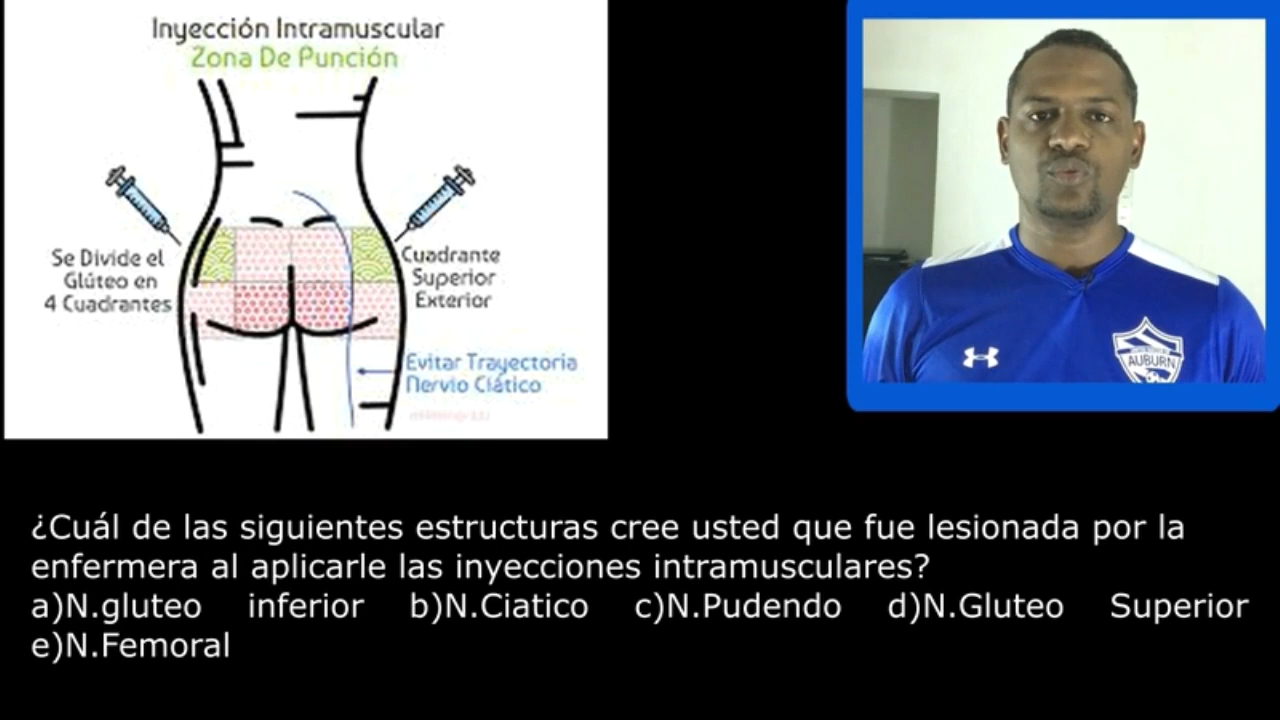 Inyección Intramuscular
Zona De Punción
Se Divide el
Glúteo en
4 Cuadrantes
Cuadrante
Superior
Exterior
Evitar Trayectoria
Nervio Ciático
AUBURN
¿Cuál de las siguientes estructuras cree usted que fue lesionada por la
enfermera al aplicarle las inyecciones intramusculares?
a)N.gluteo inferior b)N.Ciatico c)N.Pudendo d)N.Gluteo Superior
e)N.Femoral